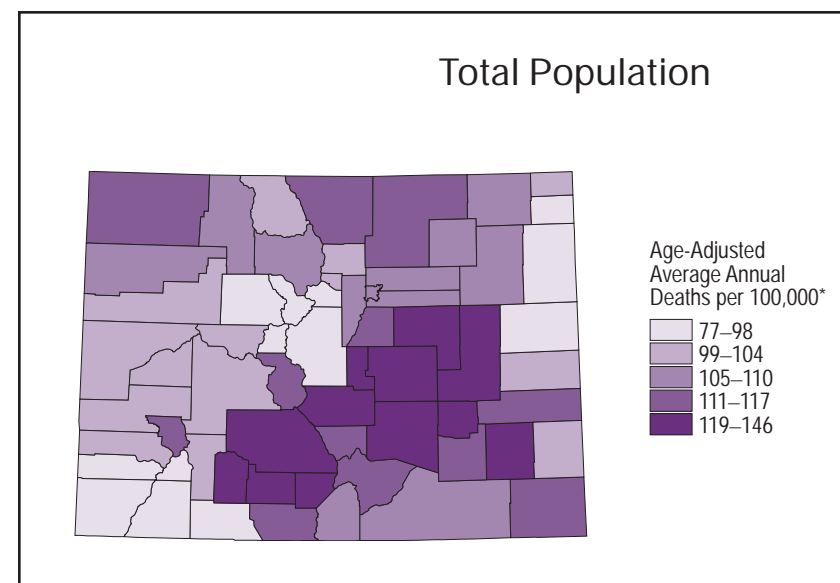 Total Population
Age-Adjusted
Average Annual
Deaths per 100,000*
77–98
99–104
105–110
111–117
119–146